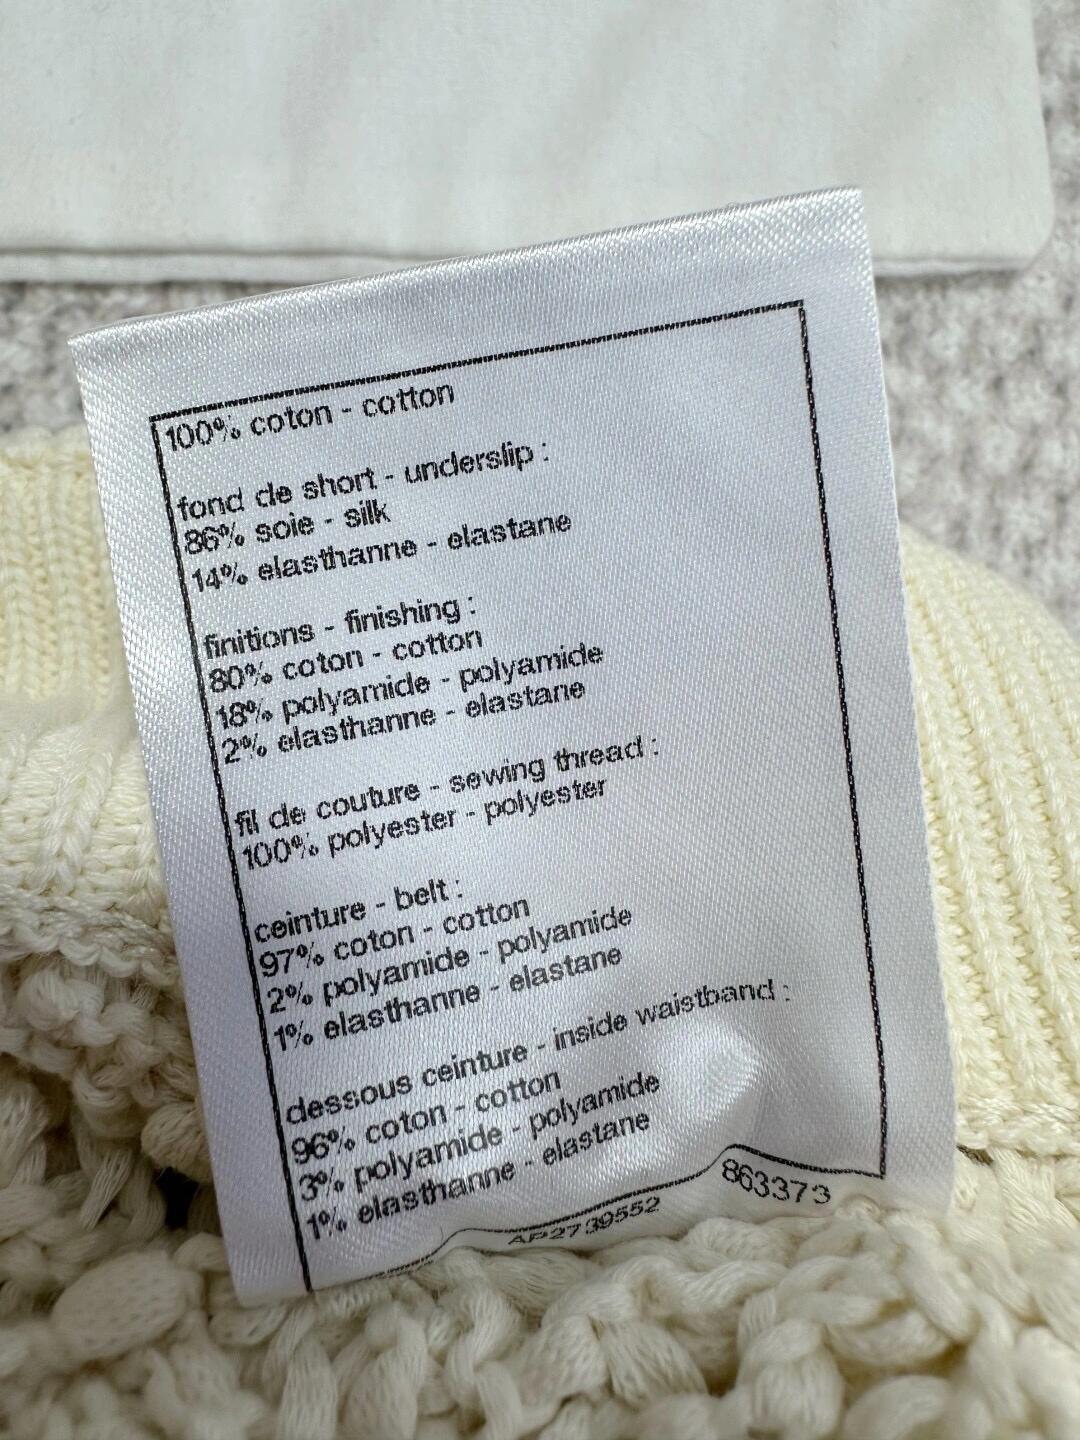 100% coton - cotton
fond de short - underslip :
86% soie - silk
14% elasthanne - elastane
finitions - finishing :
80% coton - cotton
18% polyamide - polyamide
2% elasthanne - elastane
fil de couture - sewing thread :
100% polyester - polyester
ceinture - belt :
97% coton - cotton
2% polyamide - polyamide
1% elasthanne - elastane
dessous ceinture - inside waistband :
96% coton - cotton
3% polyamide - polyamide
1% elasthanne - elastane
AP2739552
863373